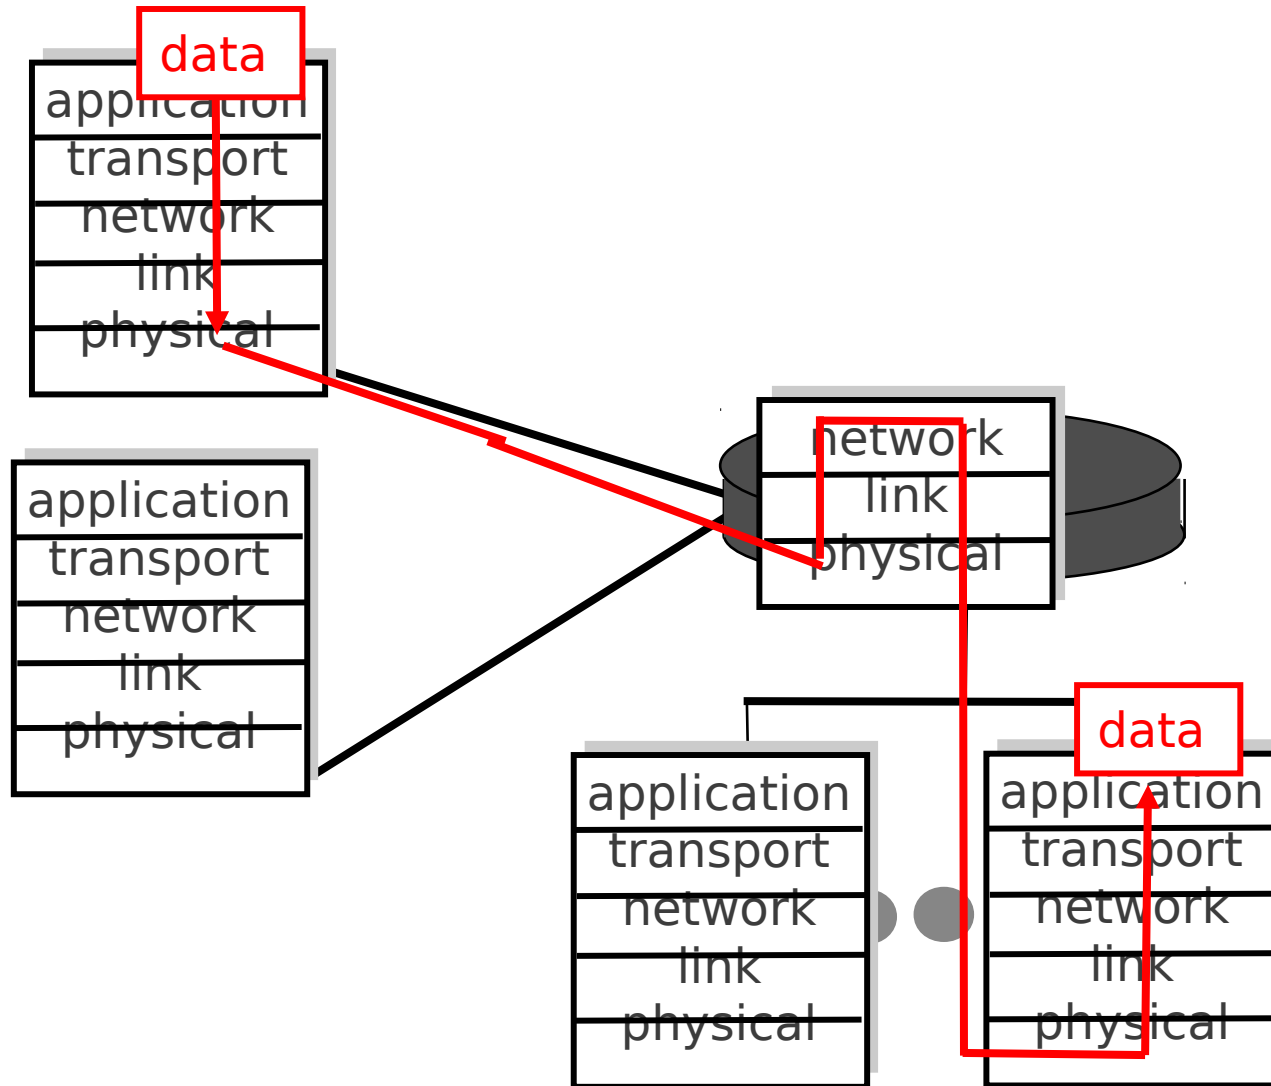 data
application
transport
network
link
physical
network
link
physical
application
transport
network
link
physical
data
application
transport
network
link
physical
application
transport
network
link
physical